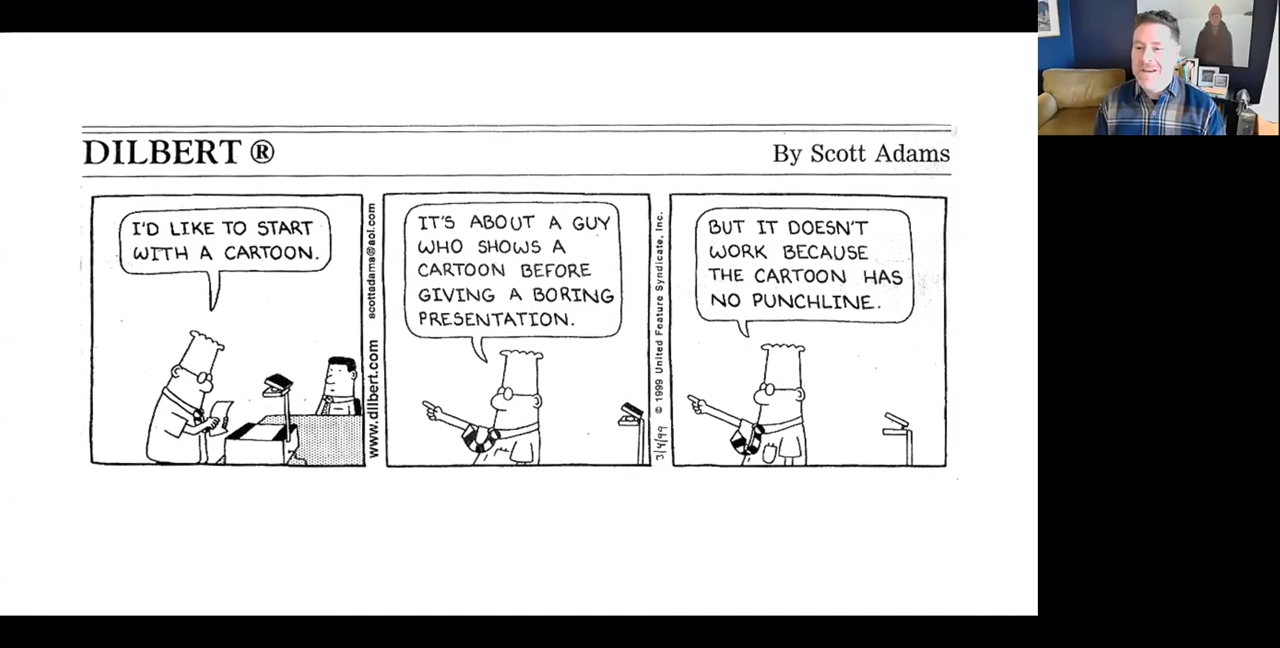 DILBERT ®
By Scott Adams
I'D LIKE TO START
WITH A CARTOON.
www.dilbert.com scottadams@aol.com
IT'S ABOUT A GUY
WHO SHOWS A
CARTOON BEFORE
GIVING A BORING
PRESENTATION.
3/4/99 © 1999 United Feature Syndicate, Inc.
BUT IT DOESN'T
WORK BECAUSE
THE CARTOON HAS
NO PUNCHLINE.